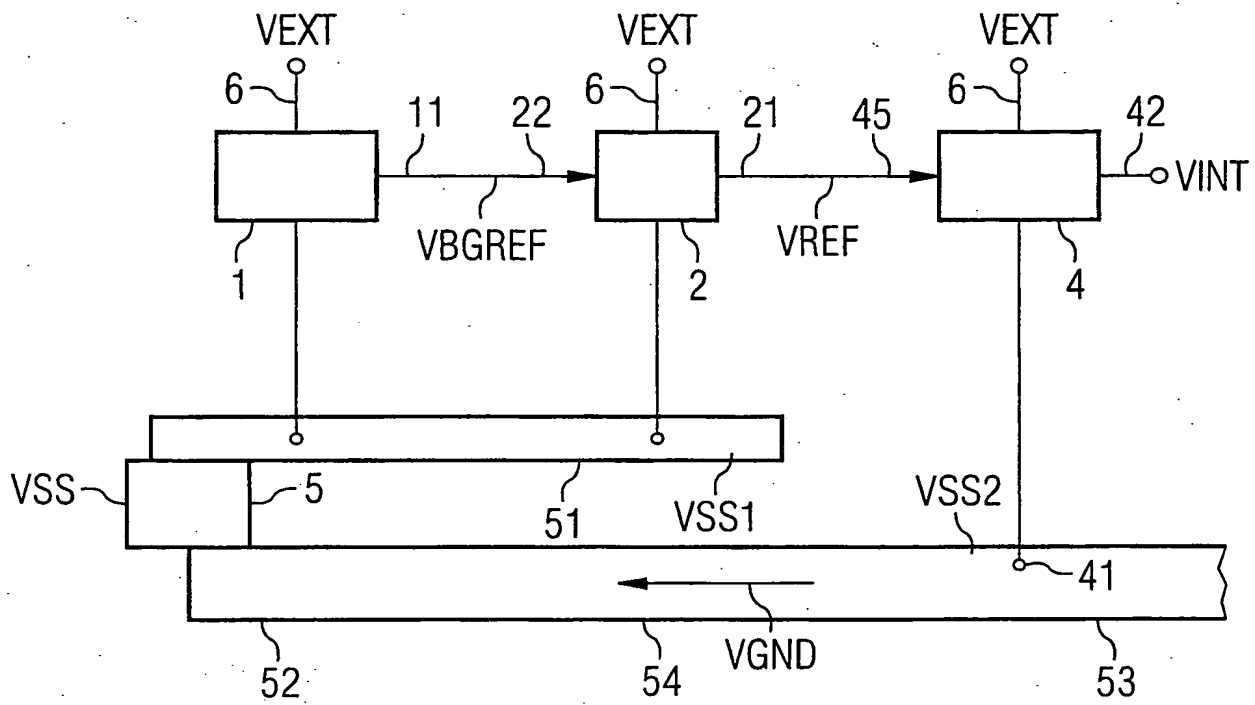 VEXT VEXT VEXT
6 6 6
11 22 21 45 42
VINT
VBGREF VREF
1 2 4
VSS 5 51 VSS1 VSS2
41
VGND
52 54 53